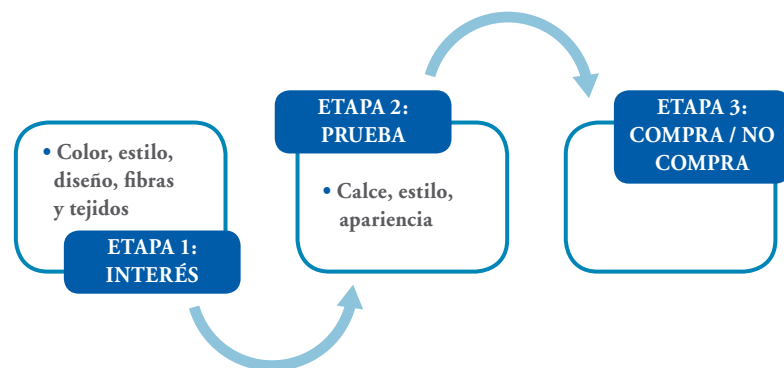 • Color, estilo,
diseño, fibras
y tejidos
ETAPA 1:
INTERÉS
ETAPA 2:
PRUEBA
• Calce, estilo,
apariencia
ETAPA 3:
COMPRA / NO
COMPRA